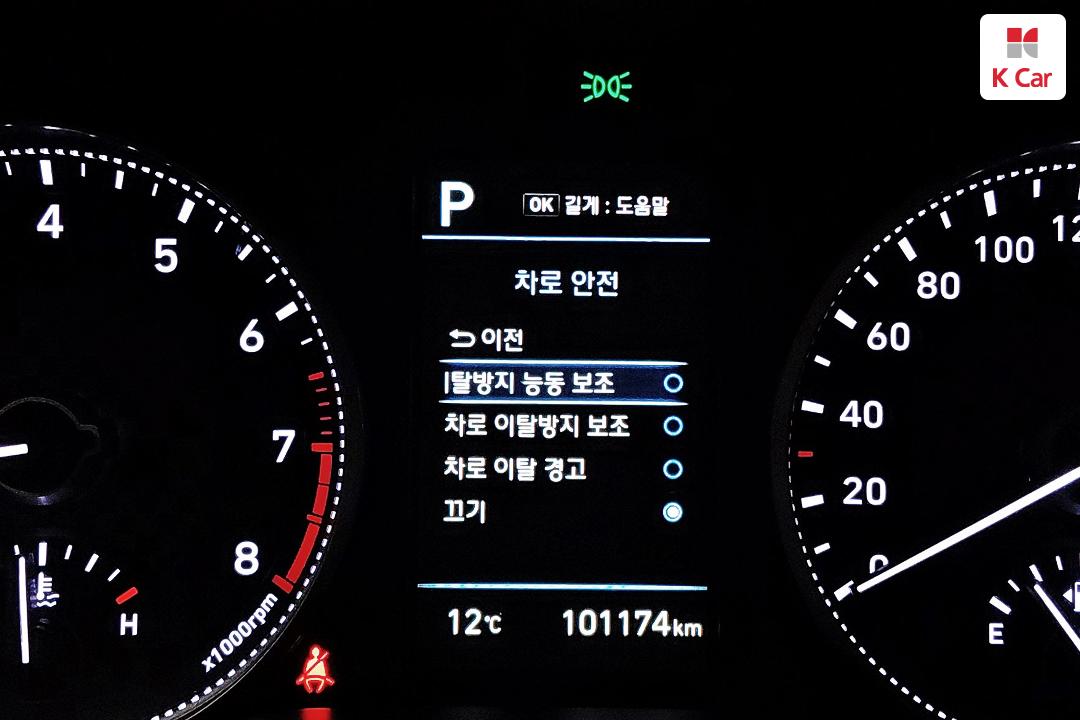 K Car
P
OK 길게 : 도움말
차로 안전
이전
탈방지 능동 보조
차로 이탈방지 보조
차로 이탈 경고
끄기
12℃ 101174km
4
5
6
7
8
x1000rpm
H
100
80
60
40
20
0
E